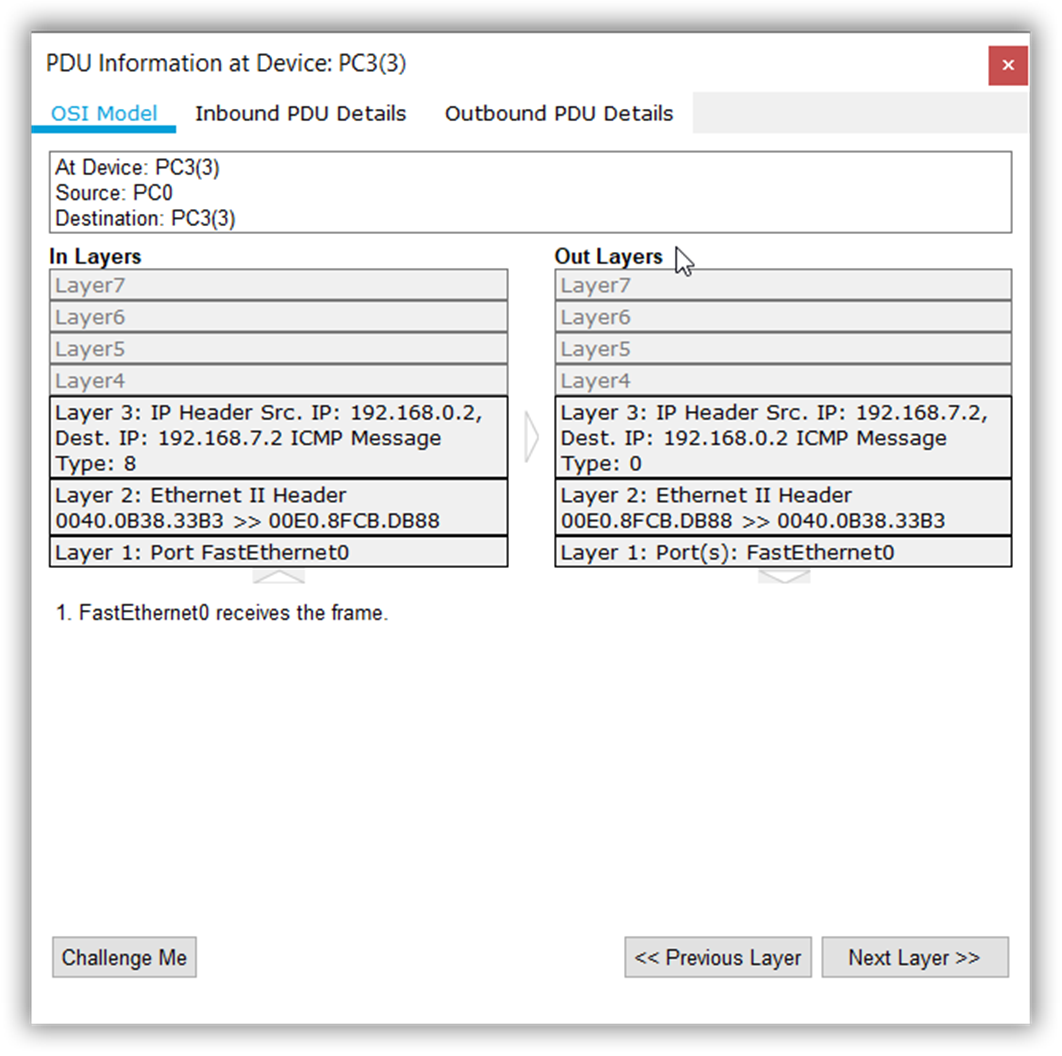 PDU Information at Device: PC3(3)
×
OSI Model
Inbound PDU Details
Outbound PDU Details
At Device: PC3(3)
Source: PC0
Destination: PC3(3)
In Layers
Layer7
Layer6
Layer5
Layer4
Layer 3: IP Header Src. IP: 192.168.0.2,
Dest. IP: 192.168.7.2 ICMP Message
Type: 8
Layer 2: Ethernet II Header
0040.0B38.33B3 >> 00E0.8FCB.DB88
Layer 1: Port FastEthernet0
Out Layers
Layer7
Layer6
Layer5
Layer4
Layer 3: IP Header Src. IP: 192.168.7.2,
Dest. IP: 192.168.0.2 ICMP Message
Type: 0
Layer 2: Ethernet II Header
00E0.8FCB.DB88 >> 0040.0B38.33B3
Layer 1: Port(s): FastEthernet0
1. FastEthernet0 receives the frame.
Challenge Me
<< Previous Layer
Next Layer >>